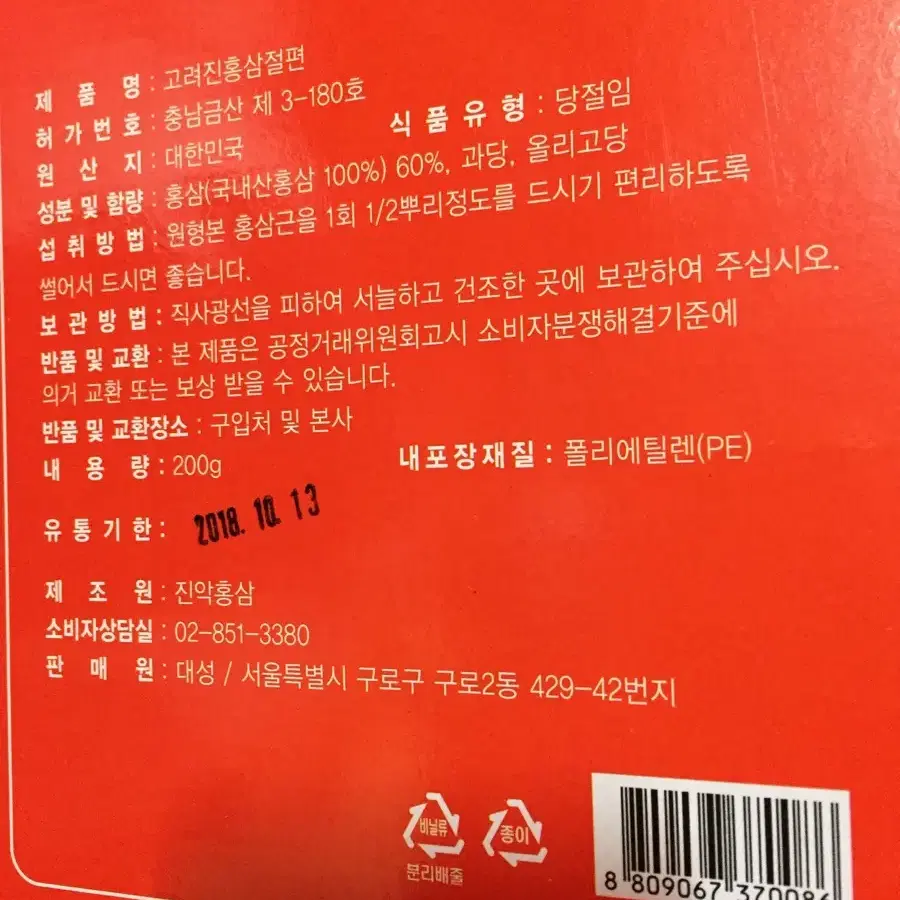 제 품 명 : 고려진홍삼절편
허가번호 : 충남금산 제 3-180호
식품유형 : 당절임
원 산 지 : 대한민국
성분 및 함량 : 홍삼(국내산홍삼 100%) 60%, 과당, 올리고당
섭취방법 : 원형본 홍삼근을 1회 1/2뿌리정도를 드시기 편리하도록
썰어서 드시면 좋습니다.
보관방법 : 직사광선을 피하여 서늘하고 건조한 곳에 보관하여 주십시오.
반품 및 교환 : 본 제품은 공정거래위원회고시 소비자분쟁해결기준에
의거 교환 또는 보상 받을 수 있습니다.
반품 및 교환장소 : 구입처 및 본사
내 용 량 : 200g
내포장재질 : 폴리에틸렌(PE)
유통기한 : 2018. 10. 13
제 조 원 : 진악홍삼
소비자상담실 : 02-851-3380
판 매 원 : 대성 / 서울특별시 구로구 구로2동 429-42번지
비닐류
종이
분리배출
8 809067 370086